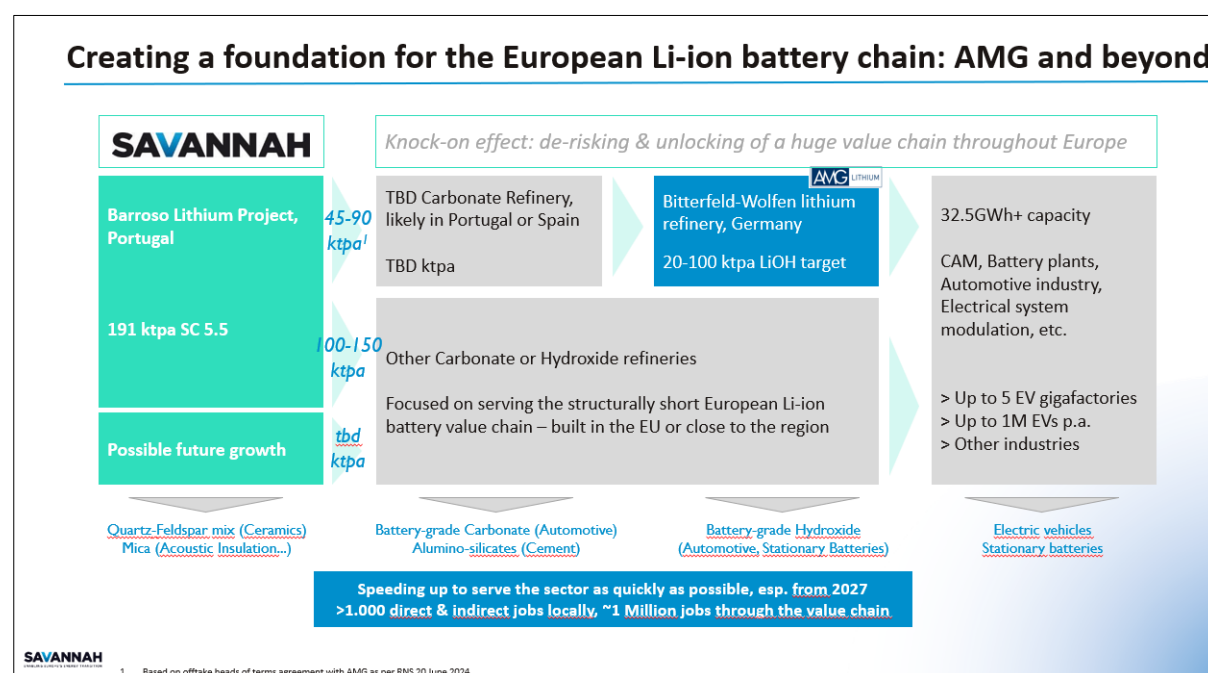 Creating a foundation for the European Li-ion battery chain: AMG and beyond
SAVANNAH
Knock-on effect: de-risking & unlocking of a huge value chain throughout Europe
Barroso Lithium Project,
Portugal
191 ktpa SC 5.5
Possible future growth
45-90
ktpa¹
100-150
ktpa
tbd
ktpa
TBD Carbonate Refinery,
likely in Portugal or Spain
TBD ktpa
AMG LITHIUM
Bitterfeld-Wolfen lithium
refinery, Germany
20-100 ktpa LiOH target
Other Carbonate or Hydroxide refineries
Focused on serving the structurally short European Li-ion
battery value chain – built in the EU or close to the region
32.5GWh+ capacity
CAM, Battery plants,
Automotive industry,
Electrical system
modulation, etc.
> Up to 5 EV gigafactories
> Up to 1M EVs p.a.
> Other industries
Quartz-Feldspar mix (Ceramics)
Mica (Acoustic Insulation...)
Battery-grade Carbonate (Automotive)
Alumino-silicates (Cement)
Battery-grade Hydroxide
(Automotive, Stationary Batteries)
Electric vehicles
Stationary batteries
Speeding up to serve the sector as quickly as possible, esp. from 2027
>1.000 direct & indirect jobs locally, ~1 Million jobs through the value chain
SAVANNAH
1 Based on offtake heads of terms agreement with AMG as per RNS 20 June 2024